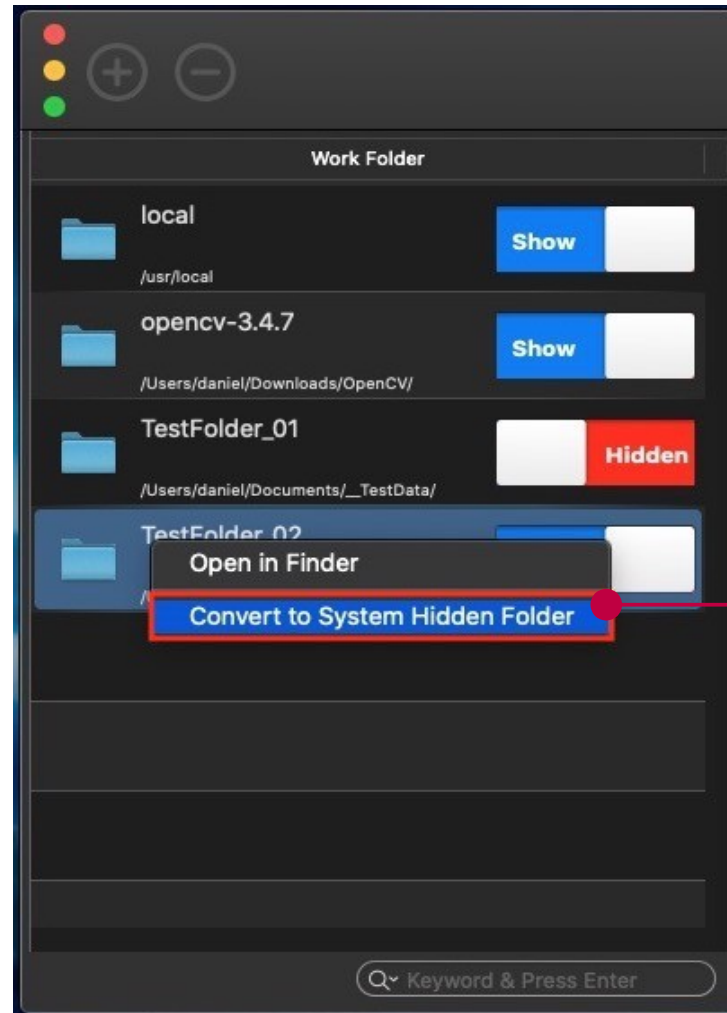 Work Folder
local
Show
/usr/local
opencv-3.4.7
Show
/Users/daniel/Downloads/OpenCV/
TestFolder_01
Hidden
/Users/daniel/Documents/__TestData/
TestFolder_02
Open in Finder
Convert to System Hidden Folder
Keyword & Press Enter